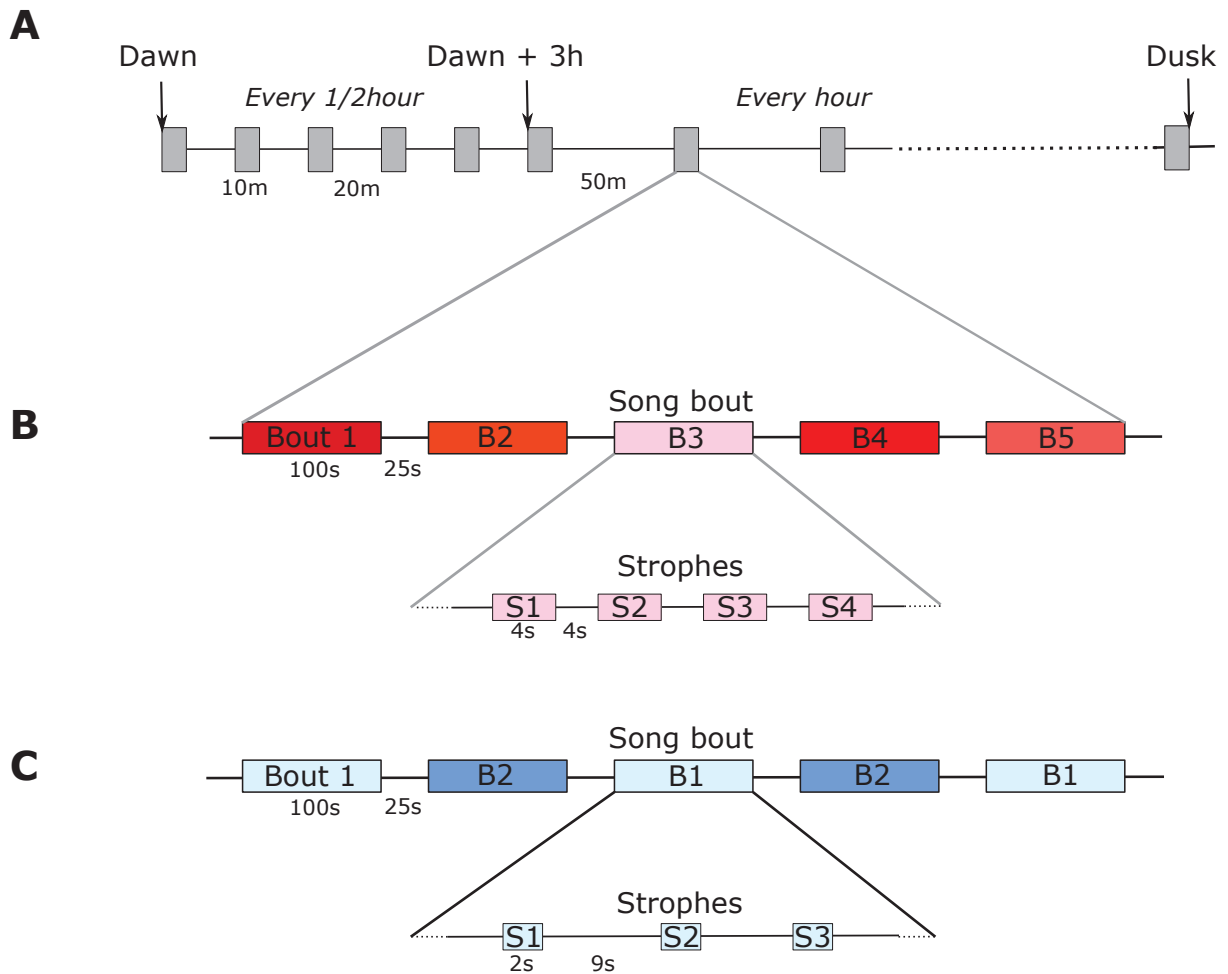 A
Dawn
Dawn + 3h
Dusk
Every 1/2hour
Every hour
10m
20m
50m
B
Song bout
Bout 1
B2
B3
B4
B5
100s
25s
Strophes
S1
S2
S3
S4
4s
4s
C
Song bout
Bout 1
B2
B1
B2
B1
100s
25s
Strophes
S1
S2
S3
2s
9s